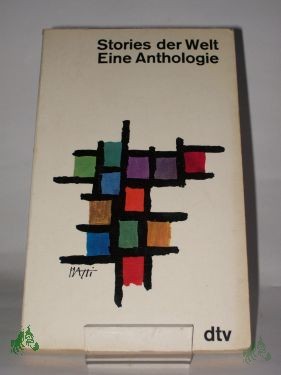 Stories der Welt
Eine Anthologie
dtv